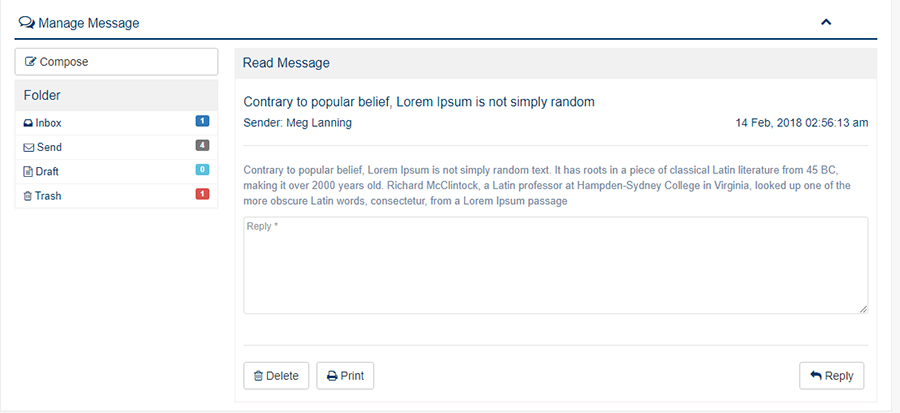 Manage Message
Compose
Folder
Inbox 1
Send 4
Draft 0
Trash 1
Read Message
Contrary to popular belief, Lorem Ipsum is not simply random
Sender: Meg Lanning 14 Feb, 2018 02:56:13 am
Contrary to popular belief, Lorem Ipsum is not simply random text. It has roots in a piece of classical Latin literature from 45 BC,
making it over 2000 years old. Richard McClintock, a Latin professor at Hampden-Sydney College in Virginia, looked up one of the
more obscure Latin words, consectetur, from a Lorem Ipsum passage
Reply *
Delete Print Reply